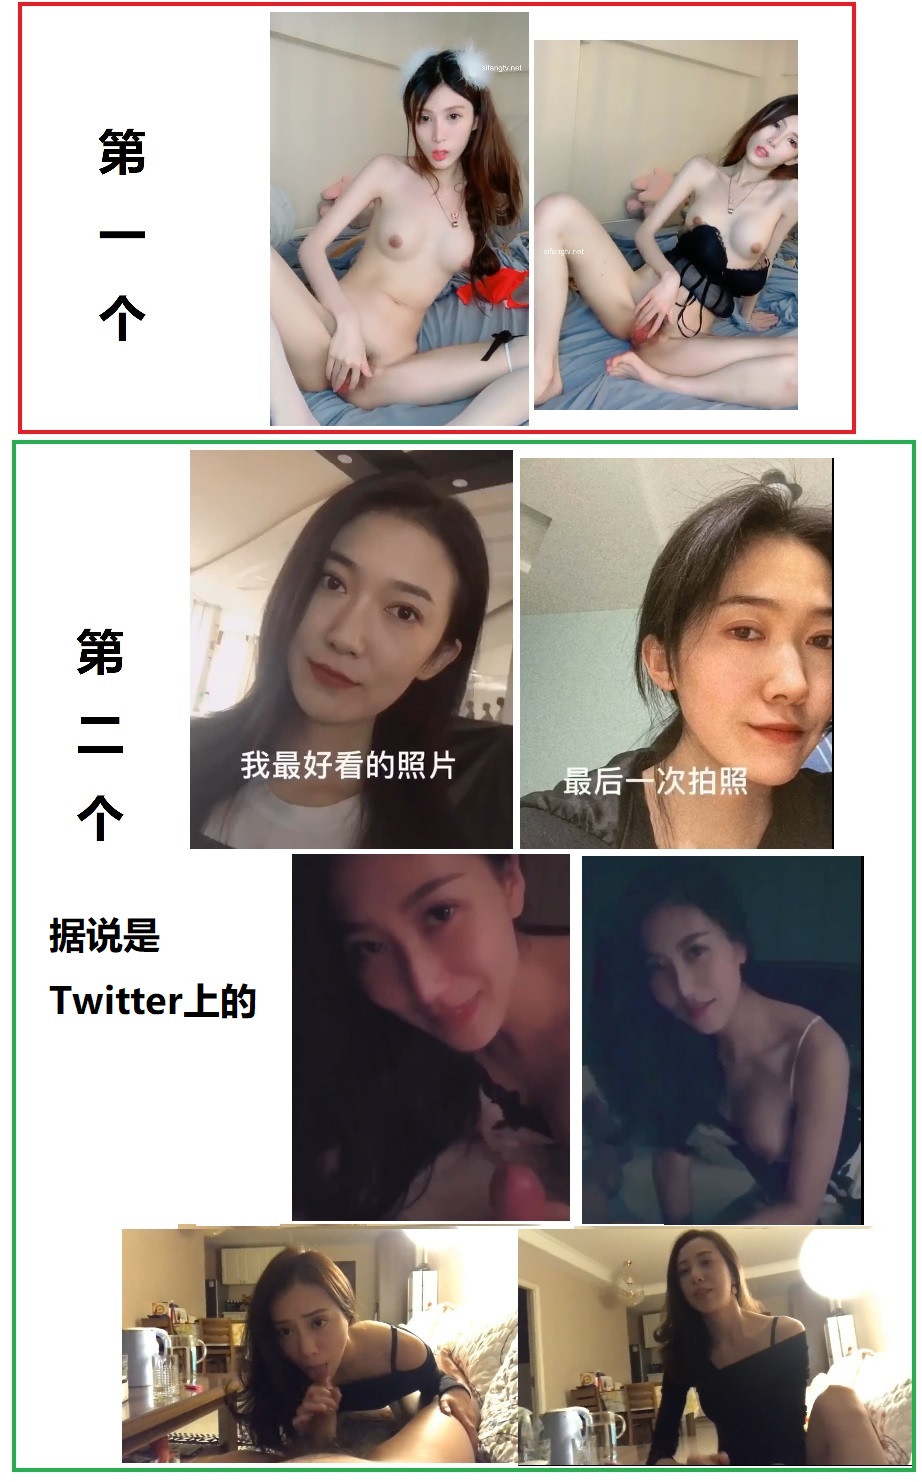 第
一
个
sifangtv.net
sifangtv.net
第
二
个
我最好看的照片
最后一次拍照
据说是
Twitter上的